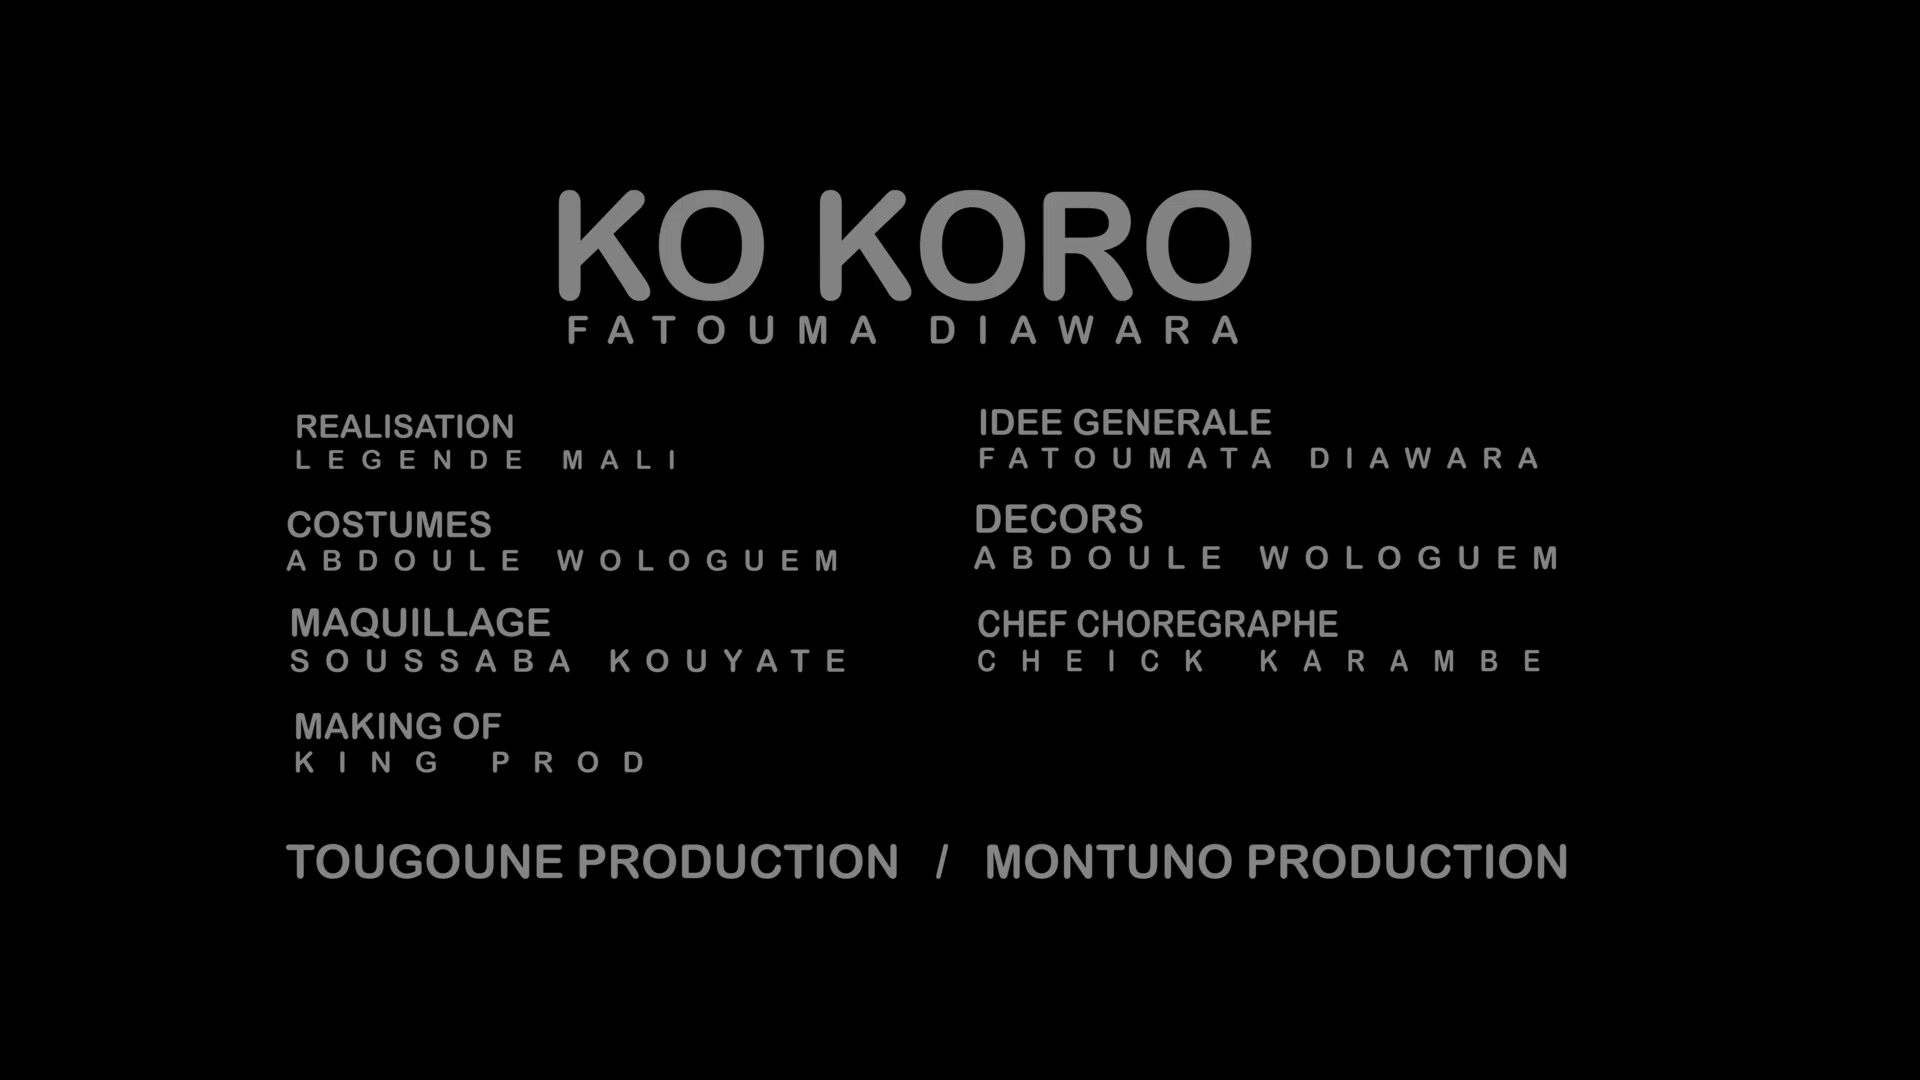 KO KORO
FATOUMA DIAWARA
REALISATION
LEGENDE MALI
IDEE GENERALE
FATOUMATA DIAWARA
COSTUMES
ABDOULE WOLOGUEM
DECORS
ABDOULE WOLOGUEM
MAQUILLAGE
SOUSSABA KOUYATE
CHEF CHOREGRAPHE
CHEICK KARAMBE
MAKING OF
KING PROD
TOUGOUNE PRODUCTION / MONTUNO PRODUCTION